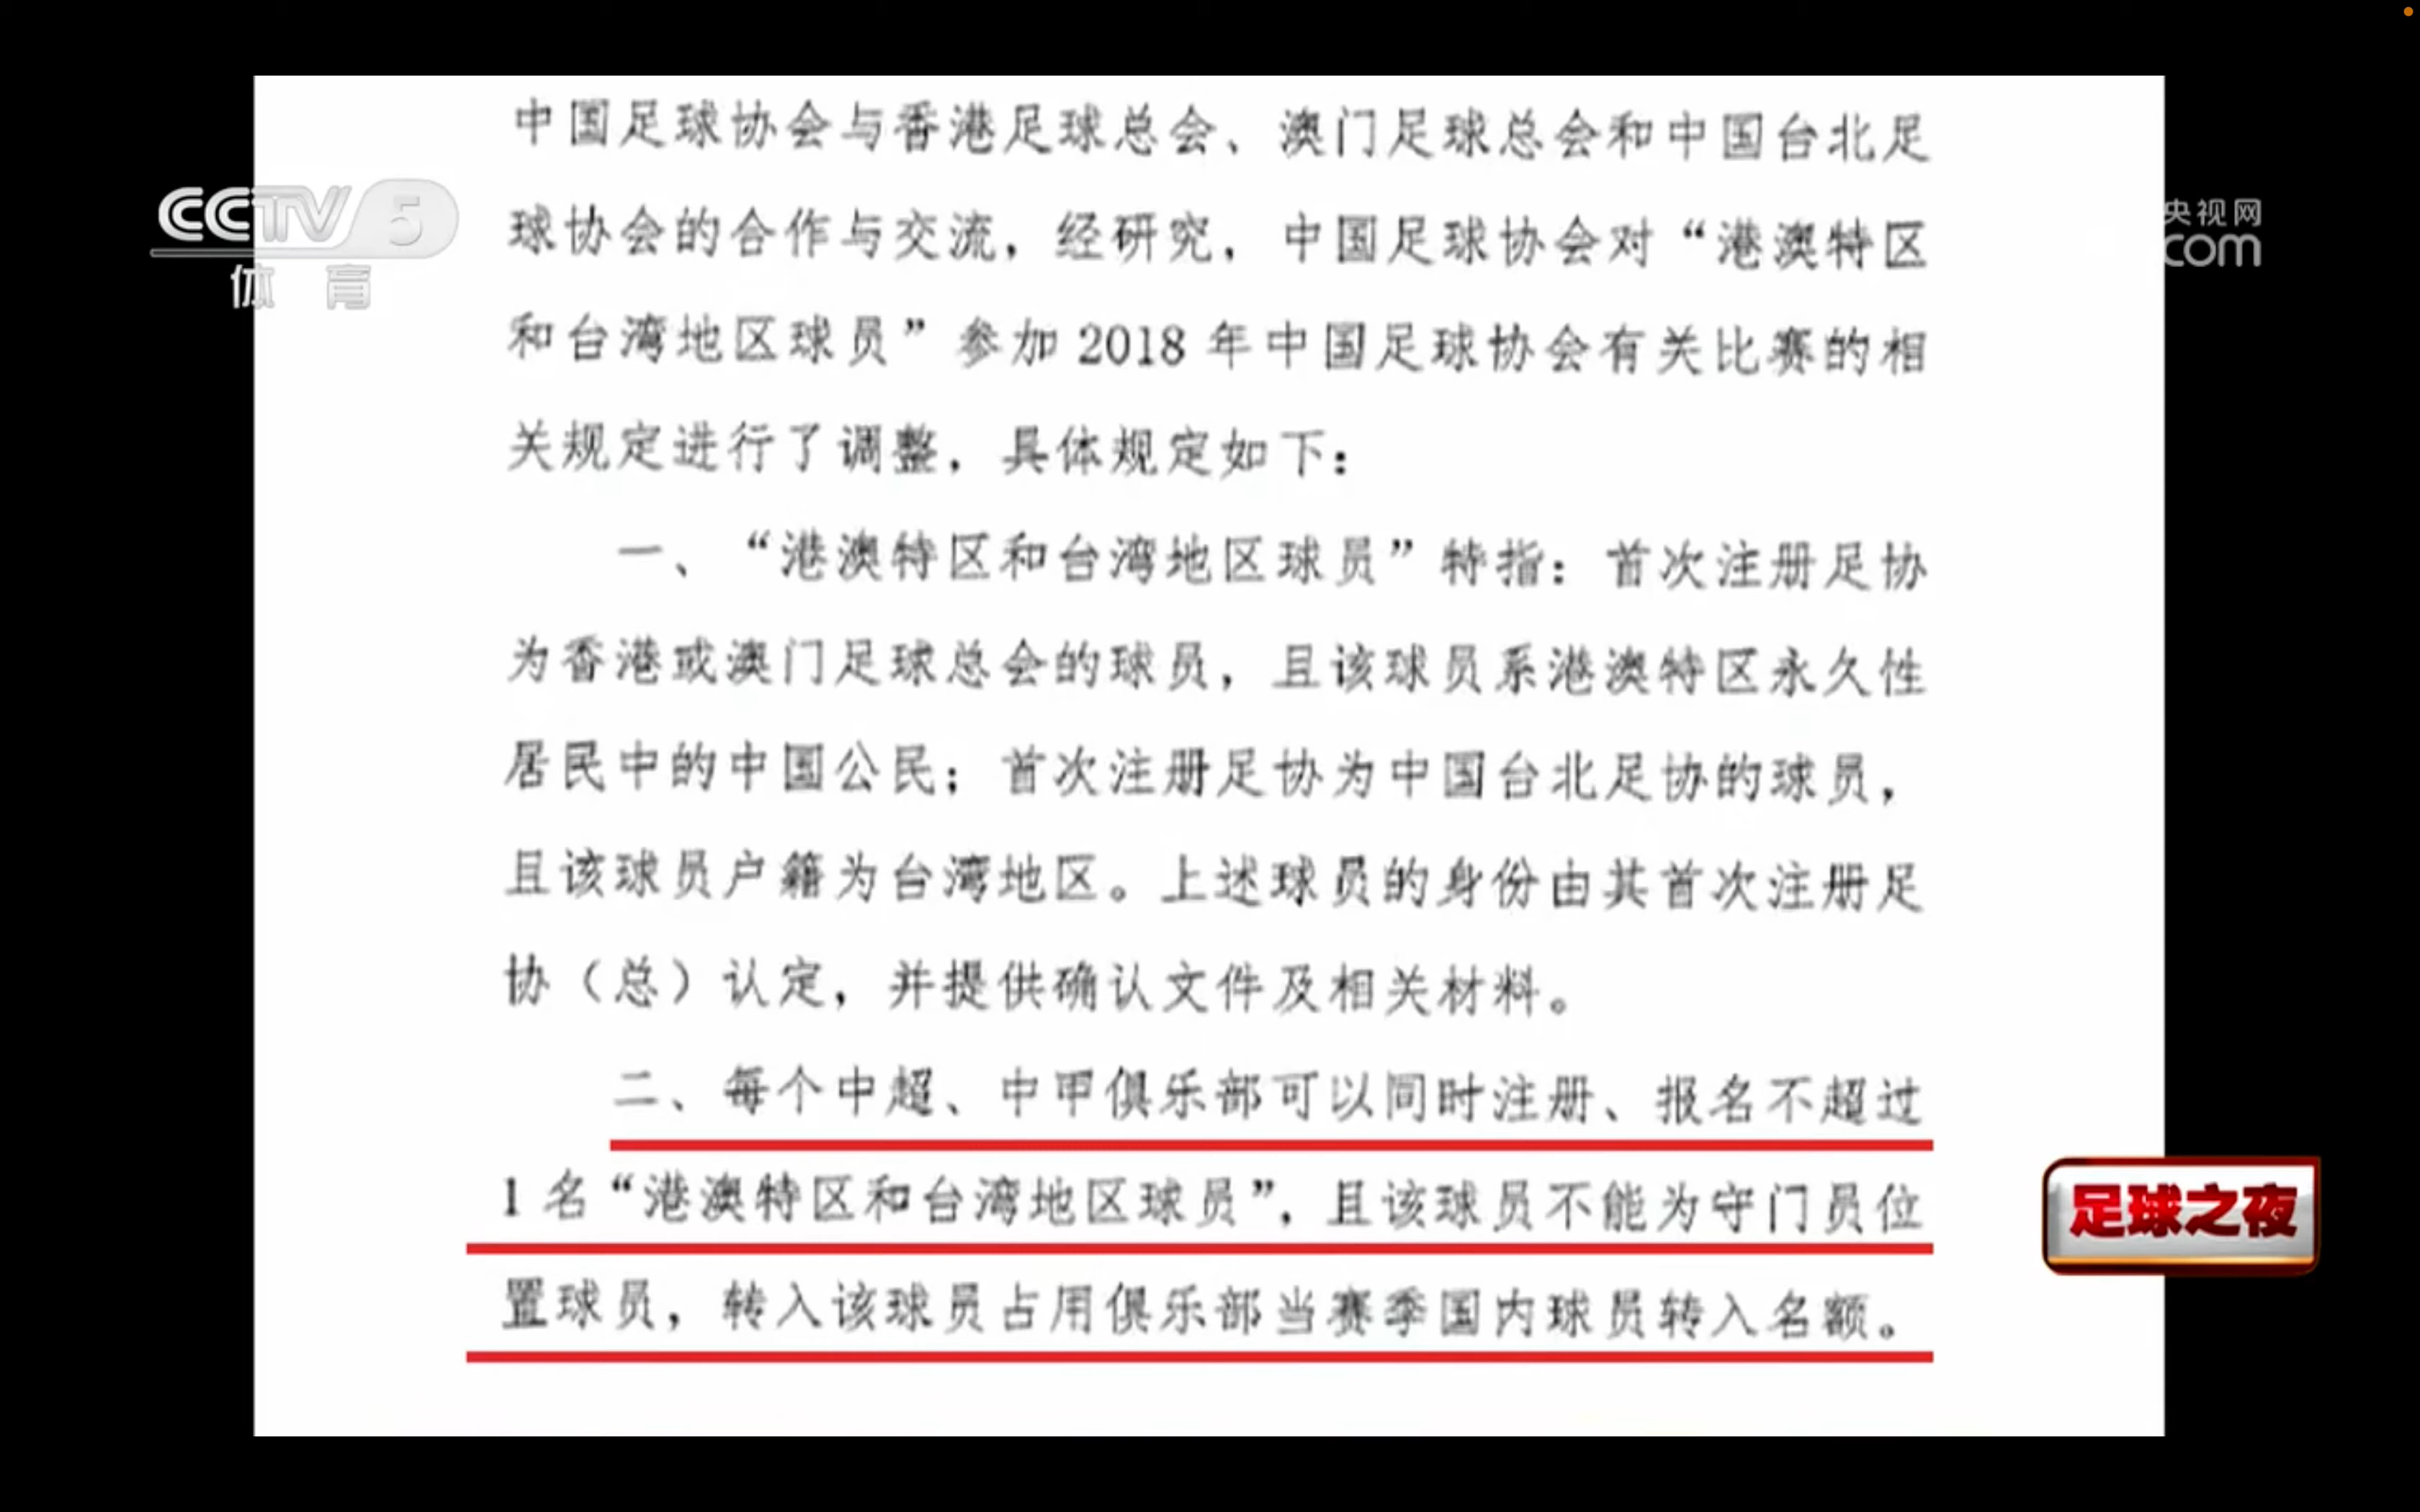 中国足球协会与香港足球总会、澳门足球总会和中国台北足
CCTV 5
体育
央视网
com
球协会的合作与交流，经研究，中国足球协会对“港澳特区
和台湾地区球员”参加 2018 年中国足球协会有关比赛的相
关规定进行了调整，具体规定如下：
一、“港澳特区和台湾地区球员”特指：首次注册足协
为香港或澳门足球总会的球员，且该球员系港澳特区永久性
居民中的中国公民；首次注册足协为中国台北足协的球员，
且该球员户籍为台湾地区。上述球员的身份由其首次注册足
协（总）认定，并提供确认文件及相关材料。
二、每个中超、中甲俱乐部可以同时注册、报名不超过
1 名“港澳特区和台湾地区球员”，且该球员不能为守门员位
置球员，转入该球员占用俱乐部当赛季国内球员转入名额。
足球之夜